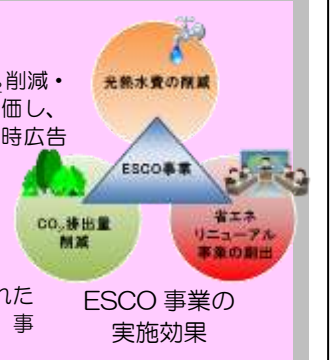 削減・
価し、
時広告
光熱水費の削減
ESCO事業
CO₂排出量
削減
省エネ
リニューアル
事業の創出
れた
事
ESCO 事業の
実施効果